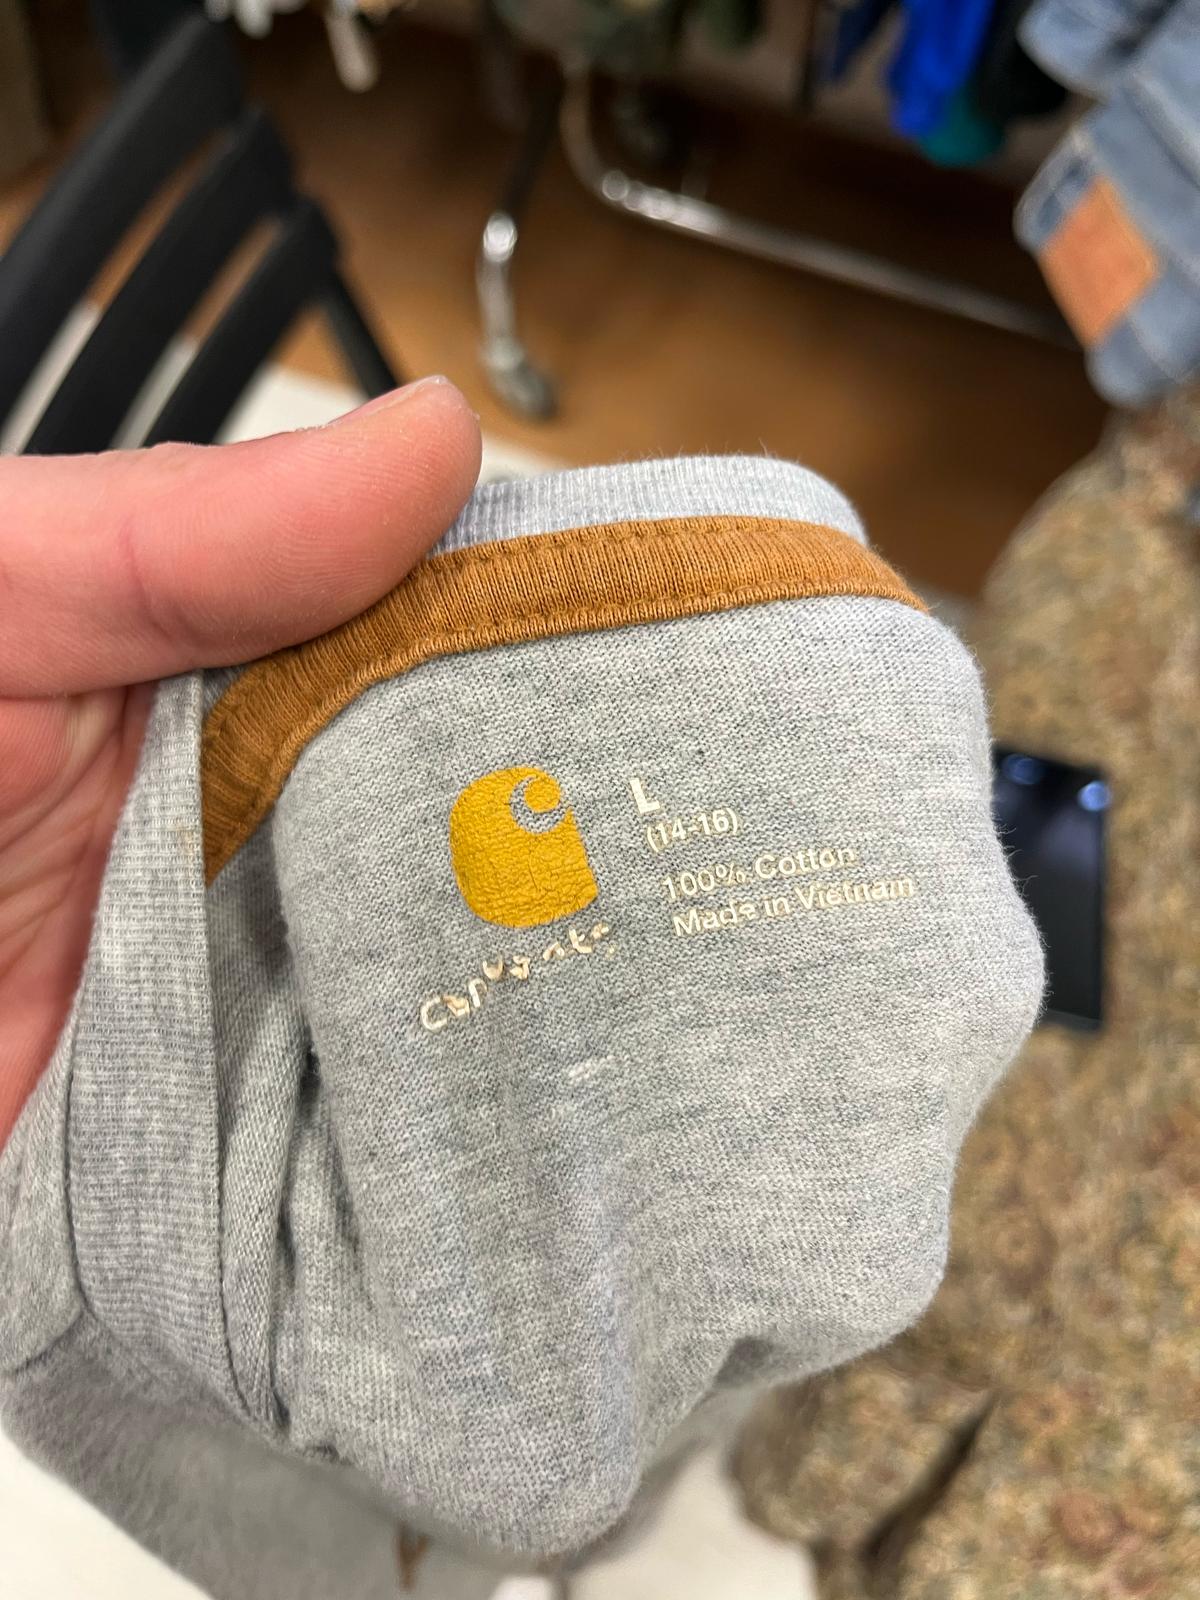 L
(14-16)
100% Cotton
Made in Vietnam